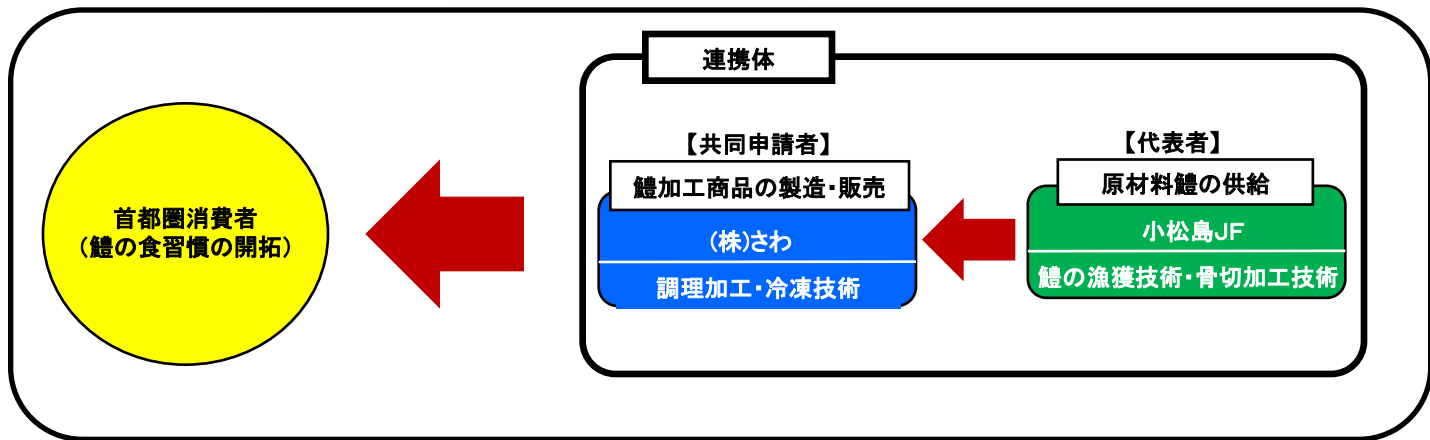 連携体
首都圏消費者
(鱧の食習慣の開拓)
【共同申請者】
鱧加工商品の製造・販売
(株)さわ
調理加工・冷凍技術
【代表者】
原材料鱧の供給
小松島JF
鱧の漁獲技術・骨切加工技術